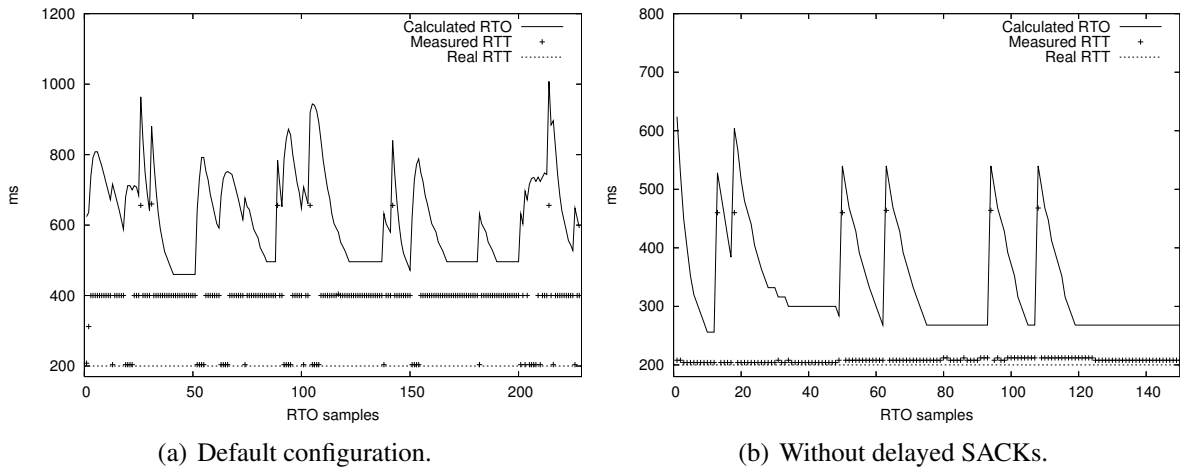 1200
1000
800
600
400
200
ms
Calculated RTO
Measured RTT
Real RTT
0 50 100 150 200
RTO samples
(a) Default configuration.
800
700
600
500
400
300
200
ms
Calculated RTO
Measured RTT
Real RTT
0 20 40 60 80 100 120 140
RTO samples
(b) Without delayed SACKs.